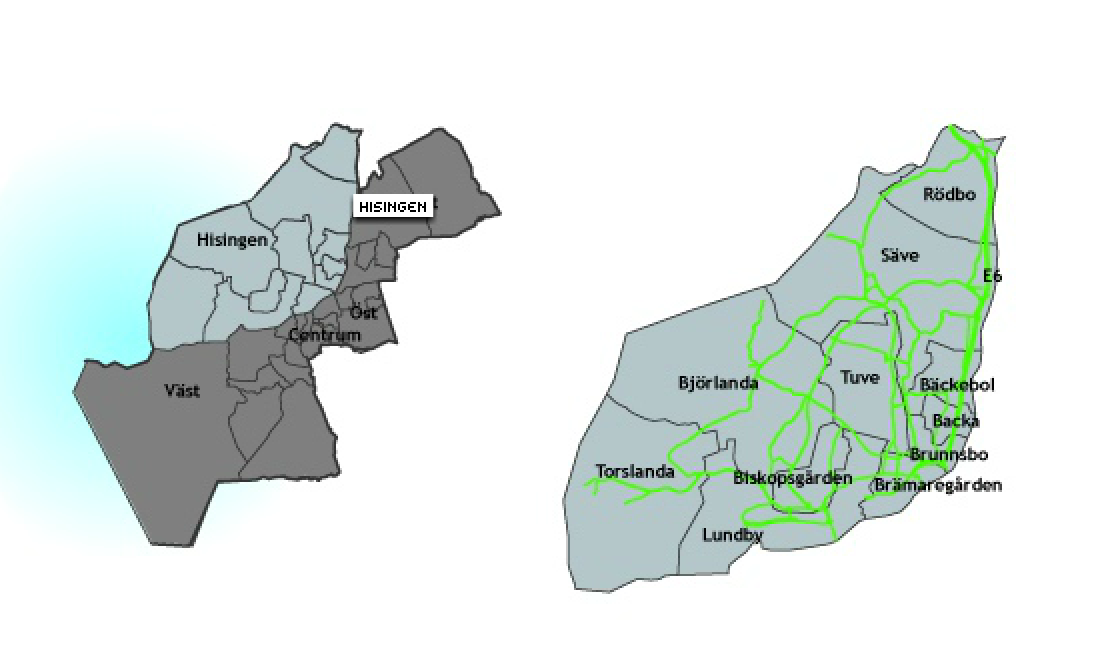 HISINGEN
Hisingen
Öst
Centrum
Väst
Rödbo
Säve
E6
Björlanda
Tuve
Bäckebol
Backa
Brunnsbo
Torslanda
Biskopsgården
Brämaregården
Lundby